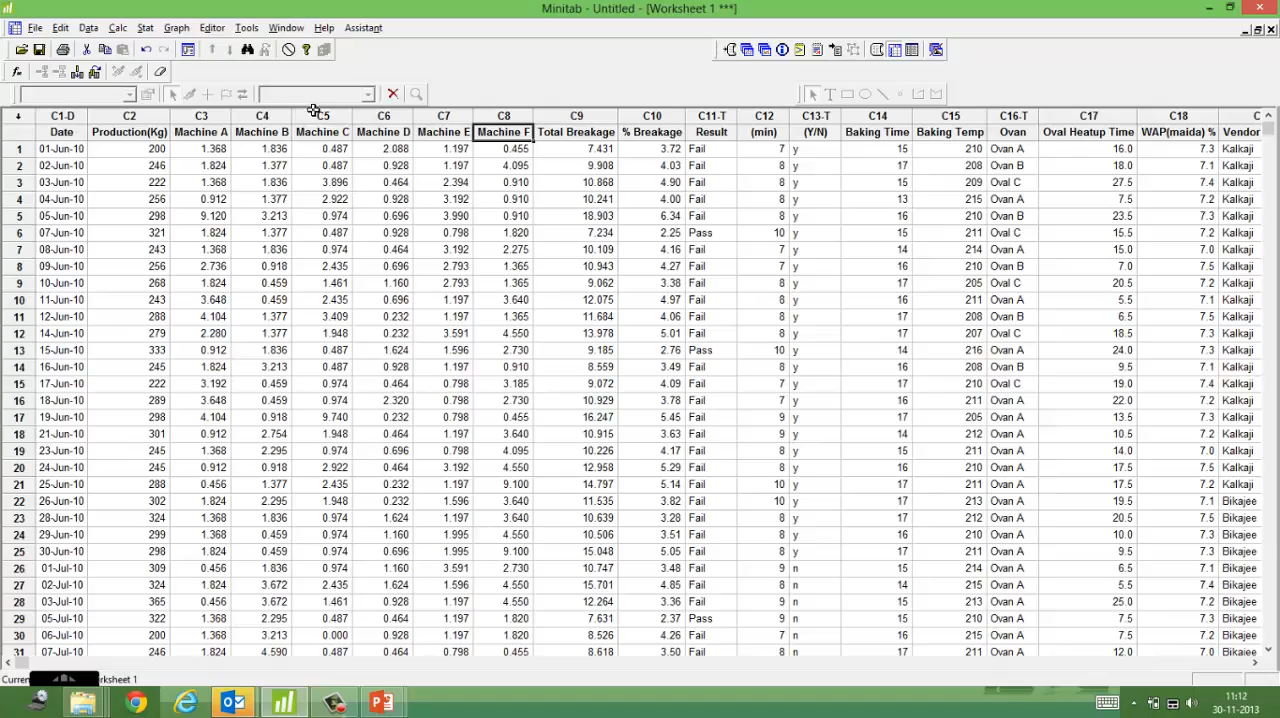 Minitab - Untitled - [Worksheet 1 ***]
File Edit Data Calc Stat Graph Editor Tools Window Help Assistant
C1-D C2 C3 C4 C5 C6 C7 C8 C9 C10 C11-T C12 C13-T C14 C15 C16-T C17 C18 C
Date Production(Kg) Machine A Machine B Machine C Machine D Machine E Machine F Total Breakage % Breakage Result (min) (Y/N) Baking Time Baking Temp Ovan Oval Heatup Time WAP(maida) % Vendor
1 01-Jun-10 200 1.368 1.836 0.487 2.088 1.197 0.455 7.431 3.72 Fail 7 y 15 210 Ovan A 16.0 7.3 Kalkaji
2 02-Jun-10 246 1.824 1.377 0.487 0.928 1.197 4.095 9.908 4.03 Fail 8 y 17 208 Ovan B 18.0 7.1 Kalkaji
3 03-Jun-10 222 1.368 1.836 3.896 0.464 2.394 0.910 10.868 4.90 Fail 8 y 15 209 Oval C 27.5 7.4 Kalkaji
4 04-Jun-10 256 0.912 1.377 2.922 0.928 3.192 0.910 10.241 4.00 Fail 8 y 13 215 Ovan A 7.5 7.2 Kalkaji
5 05-Jun-10 298 9.120 3.213 0.974 0.696 3.990 0.910 18.903 6.34 Fail 8 y 16 210 Ovan B 23.5 7.3 Kalkaji
6 07-Jun-10 321 1.824 1.377 0.487 0.928 0.798 1.820 7.234 2.25 Pass 10 y 15 211 Oval C 15.5 7.2 Kalkaji
7 08-Jun-10 243 1.368 1.836 0.974 0.464 3.192 2.275 10.109 4.16 Fail 7 y 14 214 Ovan A 15.0 7.0 Kalkaji
8 09-Jun-10 256 2.736 0.918 2.435 0.696 2.793 1.365 10.943 4.27 Fail 8 y 16 210 Ovan B 7.0 7.5 Kalkaji
9 10-Jun-10 268 1.824 0.459 1.461 1.160 2.793 1.365 9.062 3.38 Fail 8 y 17 205 Oval C 20.5 7.2 Kalkaji
10 11-Jun-10 243 3.648 0.459 2.435 0.696 1.197 3.640 12.075 4.97 Fail 8 y 16 211 Ovan A 5.5 7.1 Kalkaji
11 12-Jun-10 288 4.104 1.377 3.409 0.232 1.197 1.365 11.684 4.06 Fail 8 y 17 208 Ovan B 6.5 7.5 Kalkaji
12 14-Jun-10 279 2.280 1.377 1.948 0.232 3.591 4.550 13.978 5.01 Fail 8 y 17 207 Oval C 18.5 7.3 Kalkaji
13 15-Jun-10 333 0.912 1.836 0.487 1.624 1.596 2.730 9.185 2.76 Pass 10 y 14 216 Ovan A 24.0 7.3 Kalkaji
14 16-Jun-10 245 1.824 3.213 0.487 0.928 1.197 0.910 8.559 3.49 Fail 8 y 16 208 Ovan B 9.5 7.1 Kalkaji
15 17-Jun-10 222 3.192 0.459 0.974 0.464 0.798 3.185 9.072 4.09 Fail 7 y 17 210 Oval C 19.0 7.4 Kalkaji
16 18-Jun-10 289 3.648 0.459 0.974 2.320 0.798 2.730 10.929 3.78 Fail 7 y 16 211 Ovan A 22.0 7.2 Kalkaji
17 19-Jun-10 298 4.104 0.918 9.740 0.232 0.798 0.455 16.247 5.45 Fail 9 y 17 205 Ovan A 13.5 7.3 Kalkaji
18 21-Jun-10 301 0.912 2.754 1.948 0.464 1.197 3.640 10.915 3.63 Fail 9 y 14 212 Ovan A 10.5 7.2 Kalkaji
19 23-Jun-10 245 1.368 2.295 0.974 0.696 0.798 4.095 10.226 4.17 Fail 8 y 15 211 Ovan A 14.0 7.0 Kalkaji
20 24-Jun-10 245 0.912 0.918 2.922 0.464 3.192 4.550 12.958 5.29 Fail 8 y 16 210 Ovan A 17.5 7.5 Kalkaji
21 25-Jun-10 288 0.456 1.377 2.435 0.232 1.197 9.100 14.797 5.14 Fail 10 y 17 211 Ovan A 17.5 7.2 Kalkaji
22 26-Jun-10 302 1.824 2.295 1.948 0.232 1.596 3.640 11.535 3.82 Fail 10 y 17 213 Ovan A 19.5 7.1 Bikajee
23 28-Jun-10 324 1.368 1.836 0.974 1.624 1.197 3.640 10.639 3.28 Fail 8 y 17 210 Ovan A 20.5 7.5 Bikajee
24 29-Jun-10 299 1.368 0.459 0.974 1.160 1.995 4.550 10.506 3.51 Fail 8 y 16 210 Ovan A 10.0 7.3 Bikajee
25 30-Jun-10 298 1.824 0.459 0.974 0.696 1.995 9.100 15.048 5.05 Fail 8 y 17 211 Ovan A 9.5 7.3 Bikajee
26 01-Jul-10 309 0.456 1.836 0.974 1.160 3.591 2.730 10.747 3.48 Fail 9 n 15 214 Ovan A 6.5 7.1 Bikajee
27 02-Jul-10 324 1.824 3.672 2.435 1.624 1.596 4.550 15.701 4.85 Fail 8 n 14 215 Ovan A 5.5 7.4 Bikajee
28 03-Jul-10 365 0.456 3.672 1.461 0.928 1.197 4.550 12.264 3.36 Fail 9 n 15 213 Ovan A 25.0 7.2 Bikajee
29 05-Jul-10 322 1.368 2.295 0.487 0.464 1.197 1.820 7.631 2.37 Pass 9 n 15 210 Ovan A 7.5 7.3 Bikajee
30 06-Jul-10 200 1.368 3.213 0.000 0.928 1.197 1.820 8.526 4.26 Fail 7 n 16 215 Ovan A 7.5 7.2 Bikajee
31 07-Jul-10 246 1.824 4.590 0.487 0.464 0.798 0.455 8.618 3.50 Fail 8 n 17 211 Ovan A 12.0 7.0 Bikajee
Curren rksheet 1
11:12
30-11-2013